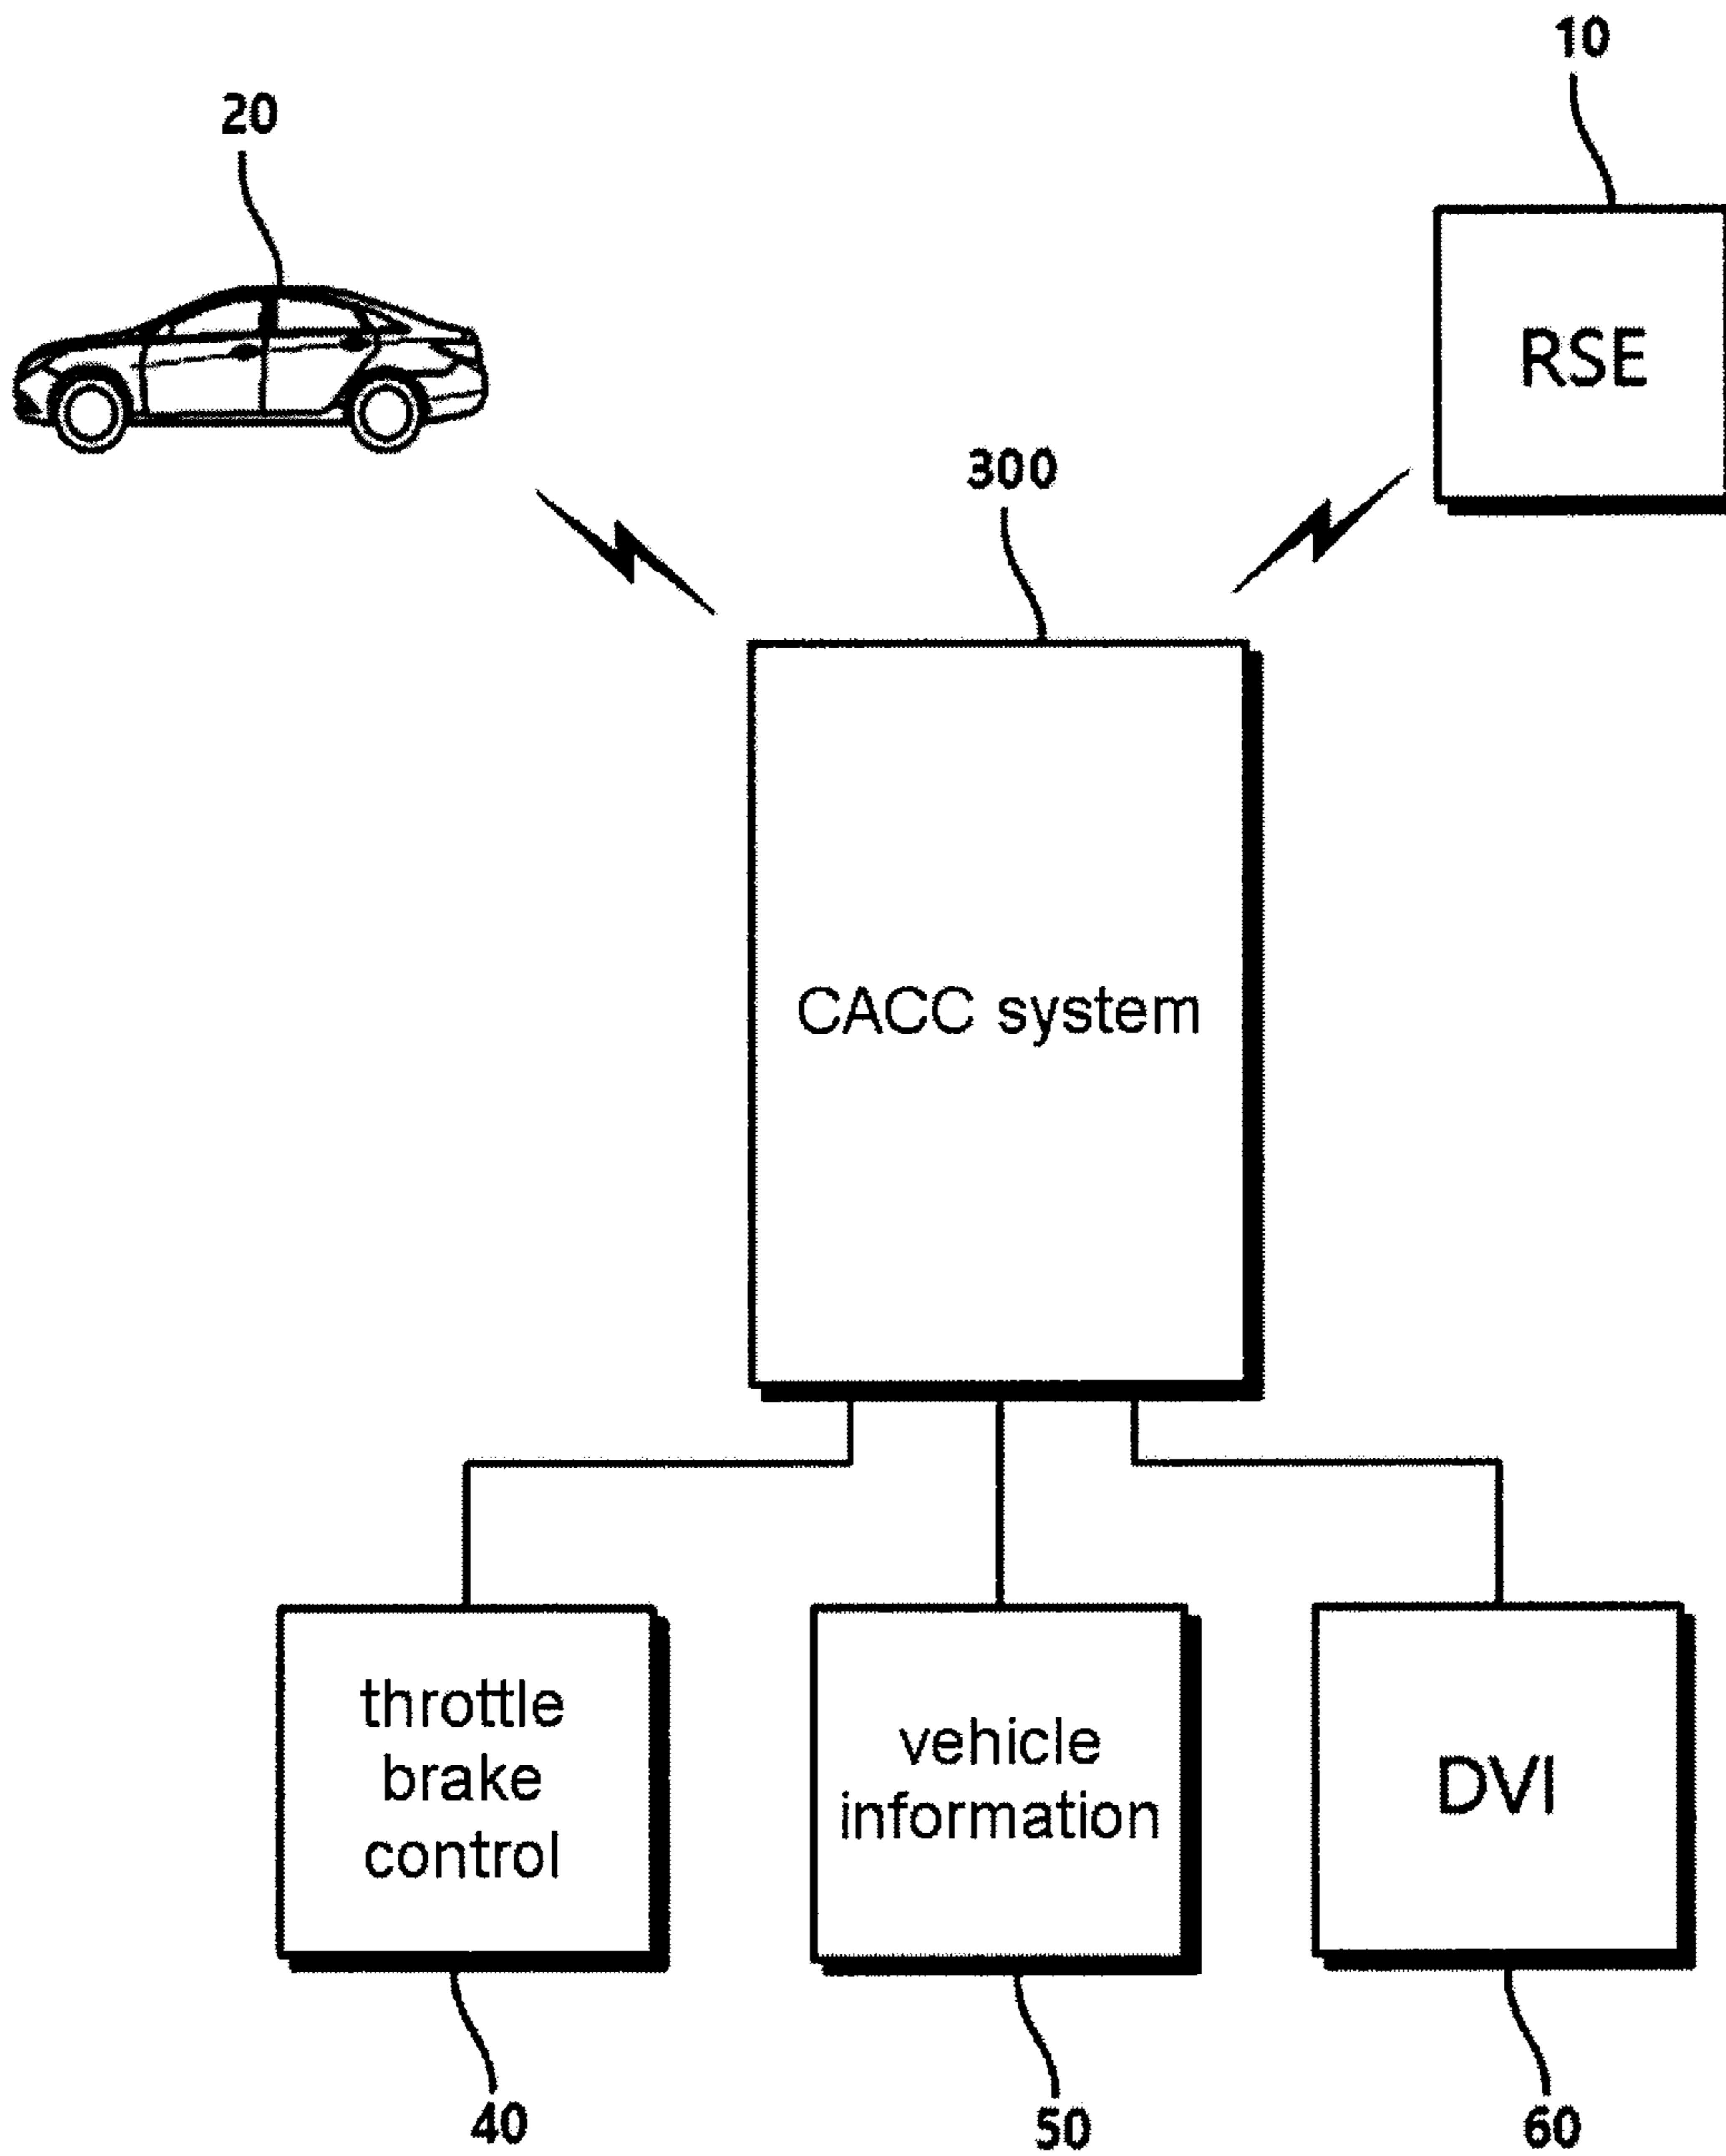 10
20
RSE
300
CACC system
throttle
brake
control
vehicle
information
DVI
40
50
60